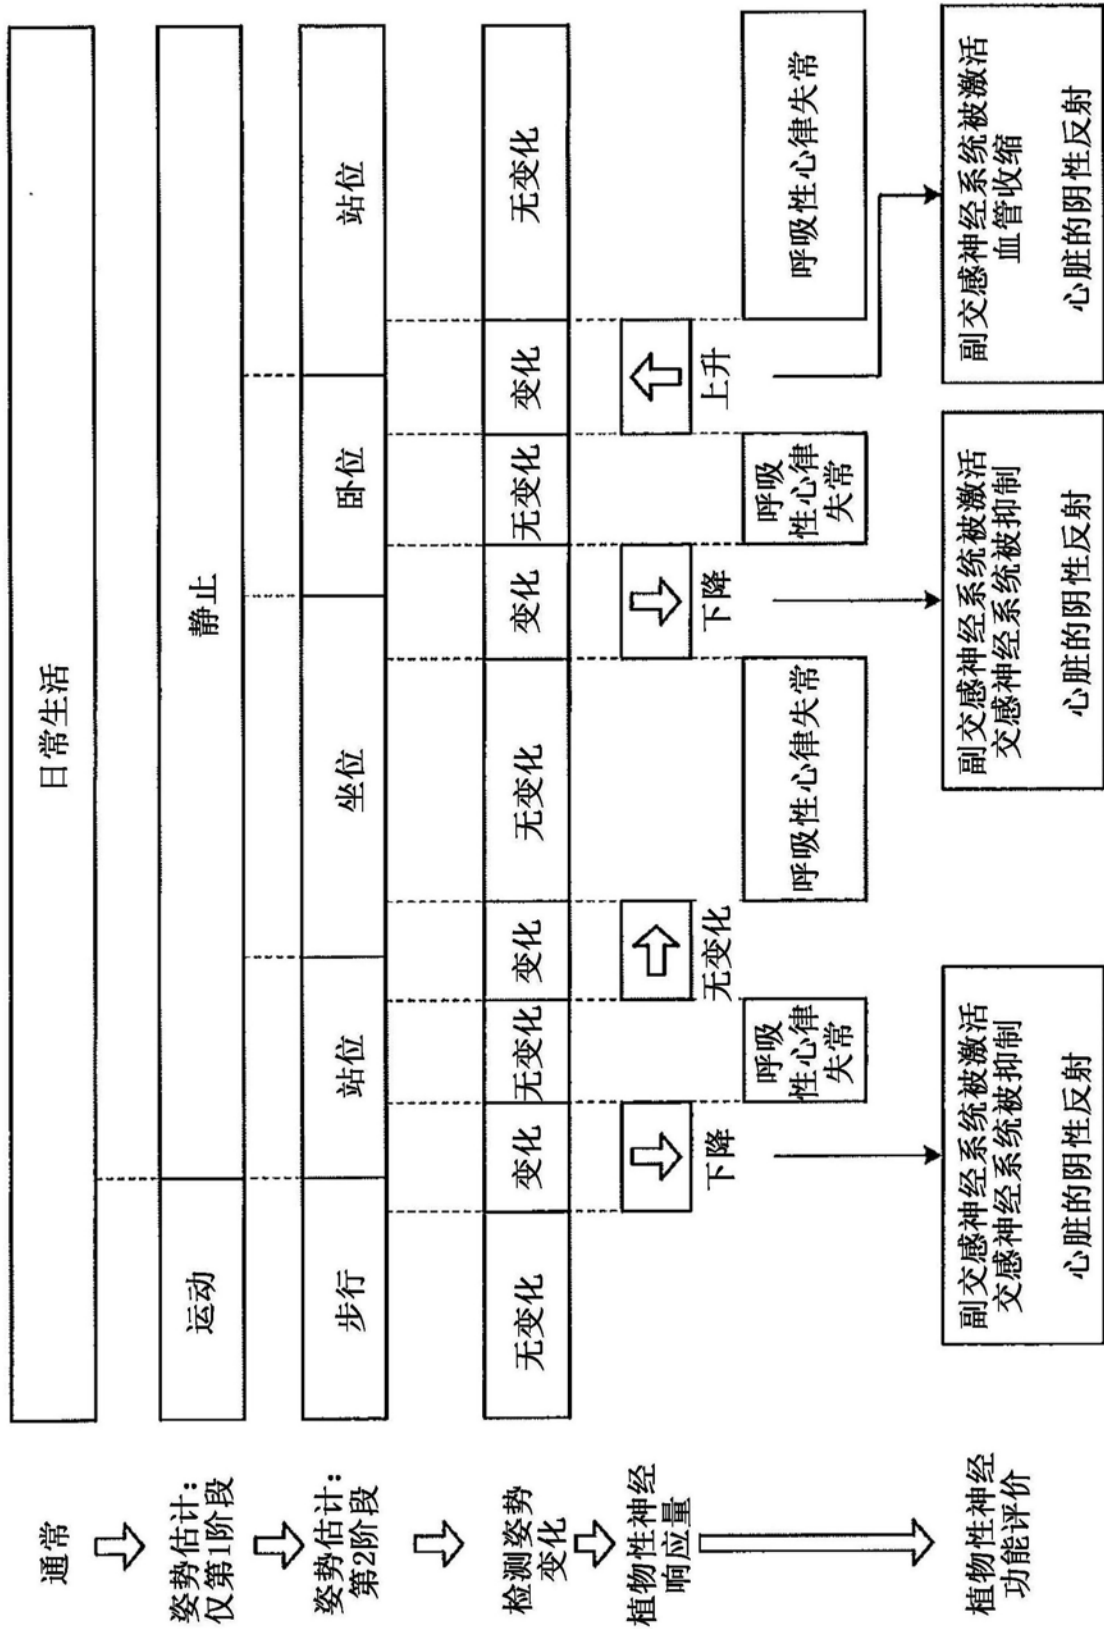 通常
日常生活
姿势估计：
仅第1阶段
运动
静止
姿势估计：
第2阶段
步行
站位
坐位
卧位
站位
检测姿势
变化
无变化
变化
无变化
变化
无变化
变化
无变化
变化
无变化
植物性神经
响应量
下降
无变化
下降
上升
呼吸
性心律
失常
呼吸性心律失常
呼吸
性心律
失常
呼吸性心律失常
植物性神经
功能评价
副交感神经系统被激活
交感神经系统被抑制
心脏的阴性反射
副交感神经系统被激活
交感神经系统被抑制
心脏的阴性反射
副交感神经系统被激活
血管收缩
心脏的阴性反射